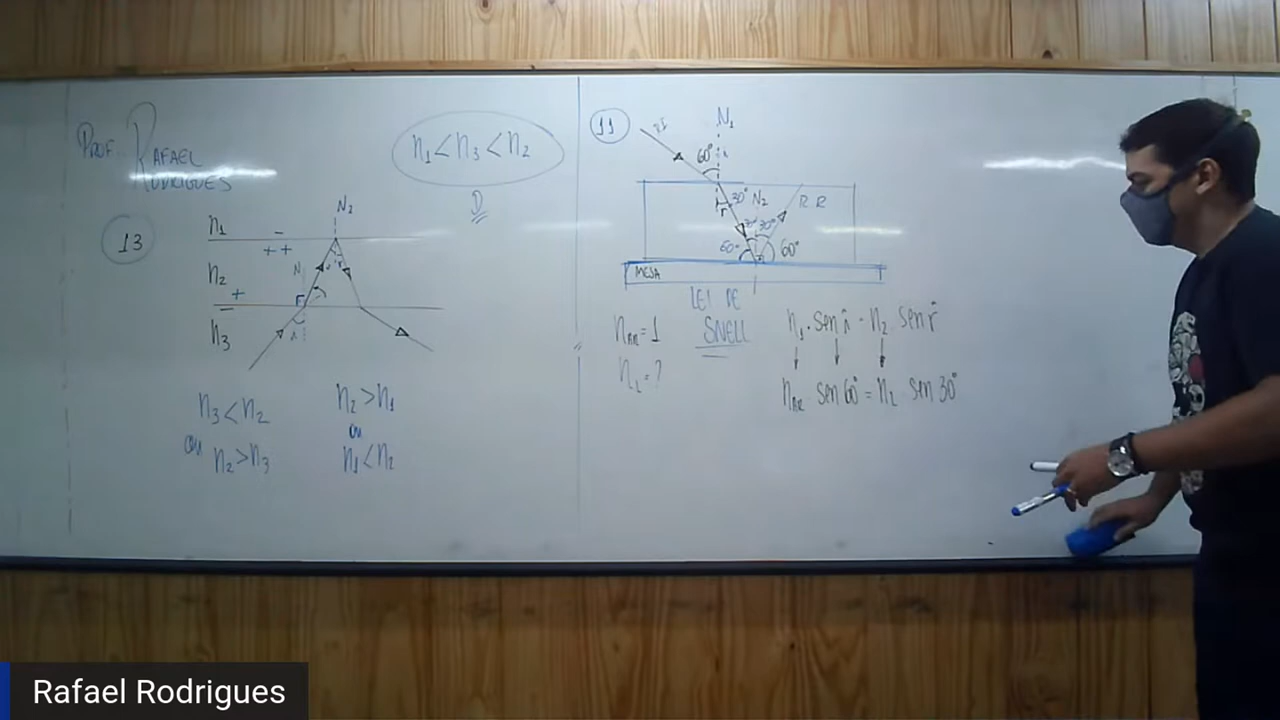 PROF. RAFAEL
RODRIGUES
n1 < n3 < n2
D
13
N2
n1
-
++
n2
N
+
-
n3
n3 < n2
ou
n2 > n3
n2 > n1
ou
n1 < n2
11
N1
60°
30°
N2
R.R
30°
30°
60°
60°
MESA
LEI DE
SNELL
nAR = 1
n2 = ?
n1 . sen î = n2 . sen r̂
nAR sen 60° = n2 sen 30°
Rafael Rodrigues